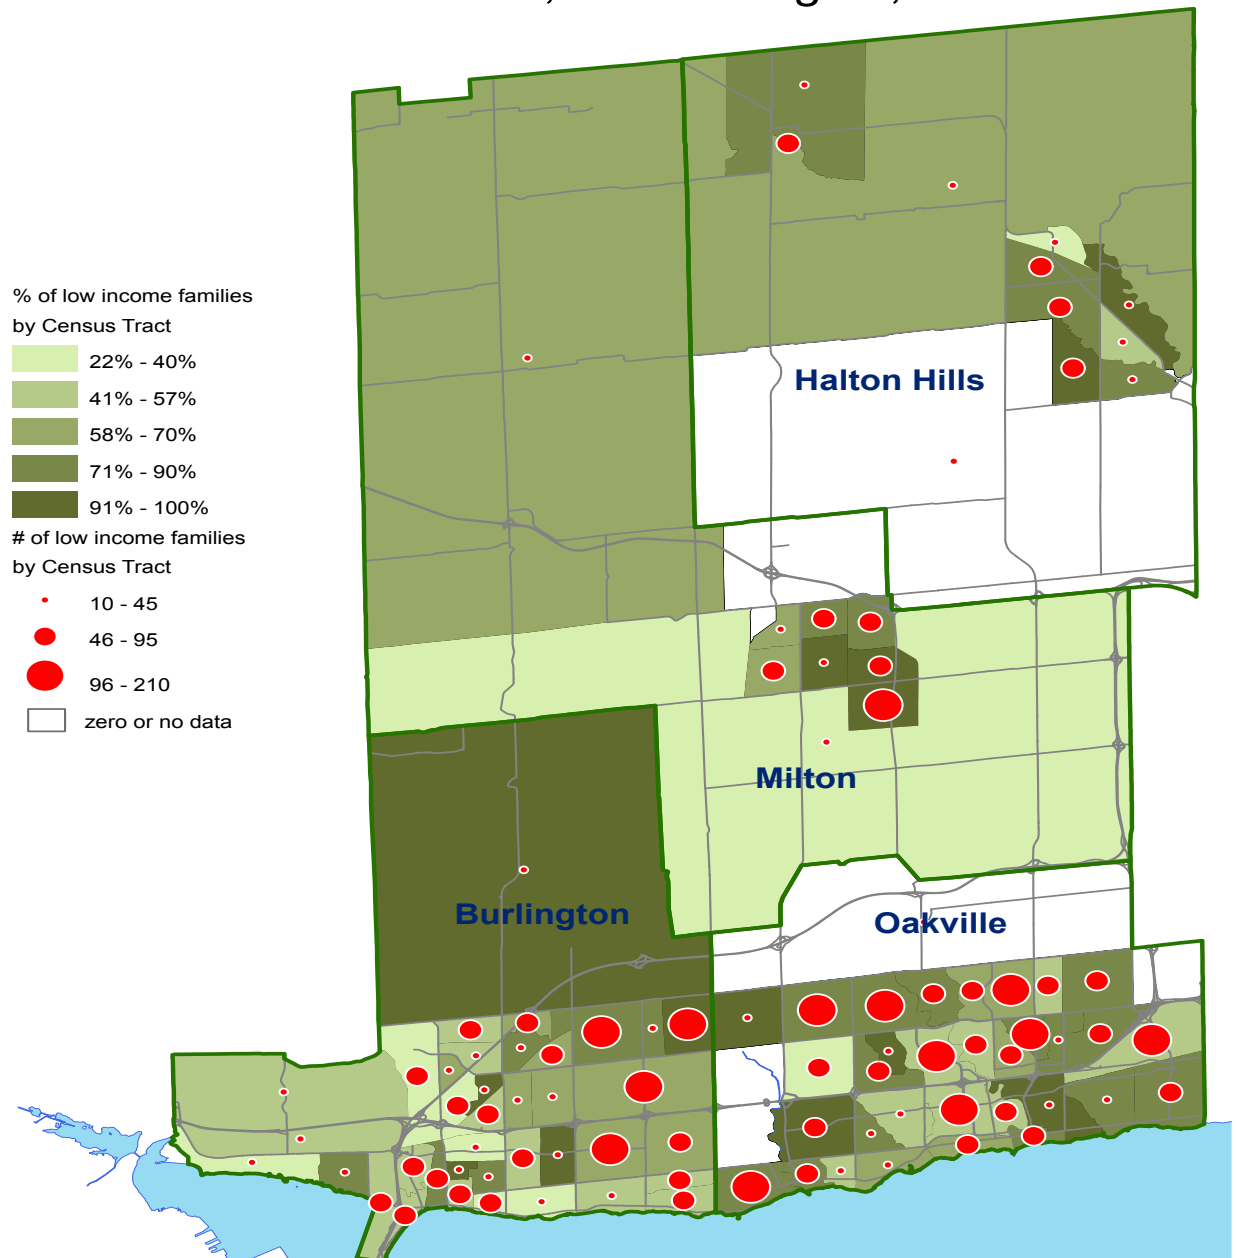 % of low income families
by Census Tract
22% - 40%
41% - 57%
58% - 70%
71% - 90%
91% - 100%
# of low income families
by Census Tract
10 - 45
46 - 95
96 - 210
zero or no data
Halton Hills
Milton
Burlington
Oakville